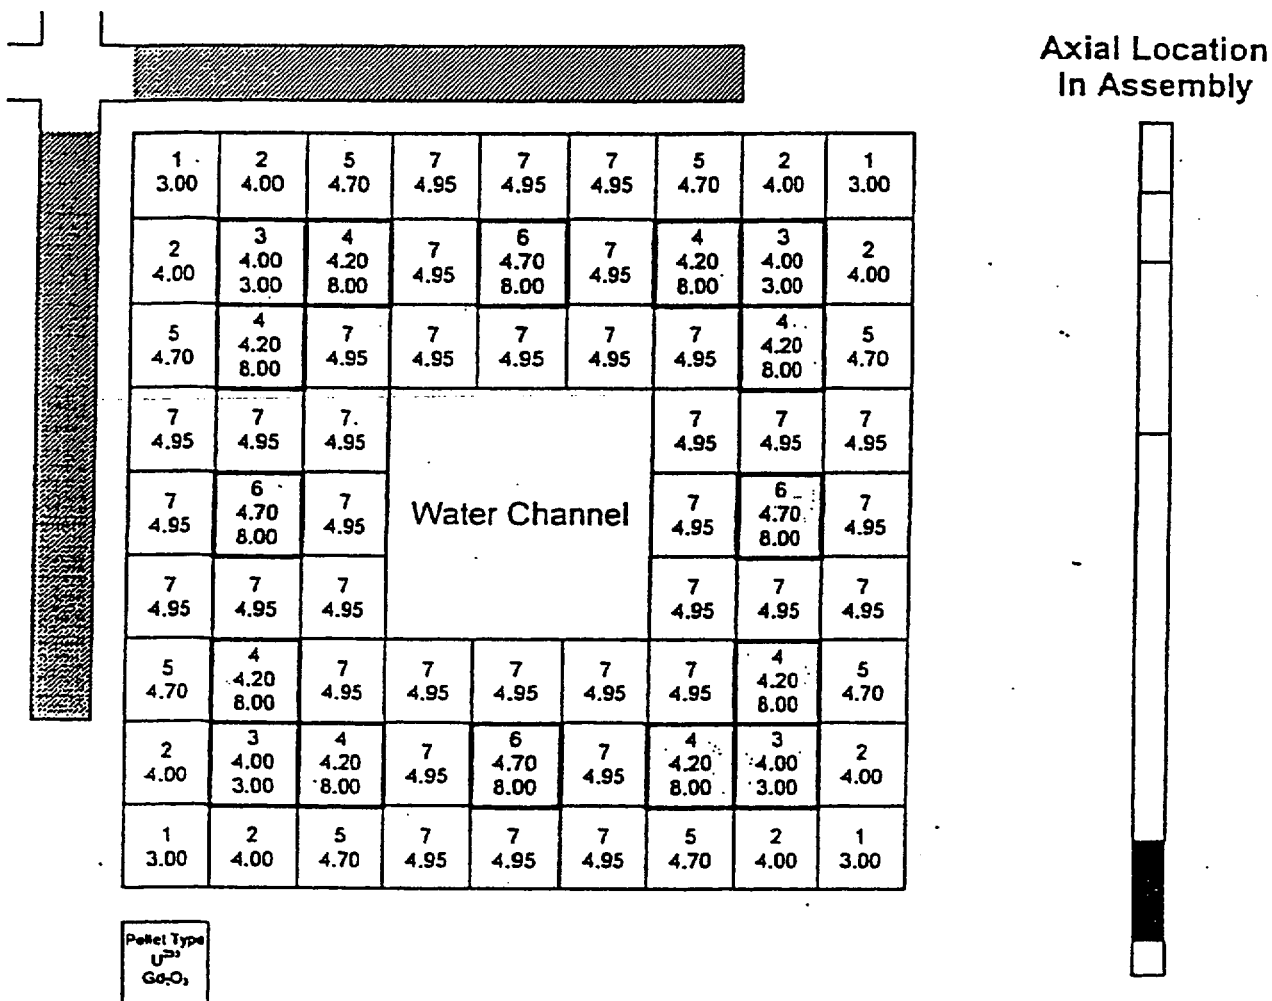 Axial Location
In Assembly
1 2 5 7 7 7 5 2 1
3.00 4.00 4.70 4.95 4.95 4.95 4.70 4.00 3.00
2 3 4 7 6 7 4 3 2
4.00 4.00 4.20 4.95 4.70 4.95 4.20 4.00 4.00
3.00 8.00 8.00 8.00 3.00
5 4 7 7 7 7 7 4 5
4.70 4.20 4.95 4.95 4.95 4.95 4.95 4.20 4.70
8.00 8.00
7 7 7 7 7 7
4.95 4.95 4.95 4.95 4.95 4.95
7 6 7 Water Channel 7 6 7
4.95 4.70 4.95 4.95 4.70 4.95
8.00 8.00
7 7 7 7 7 7
4.95 4.95 4.95 4.95 4.95 4.95
5 4 7 7 7 7 7 4 5
4.70 4.20 4.95 4.95 4.95 4.95 4.95 4.20 4.70
8.00 8.00
2 3 4 7 6 7 4 3 2
4.00 4.00 4.20 4.95 4.70 4.95 4.20 4.00 4.00
3.00 8.00 8.00 8.00 3.00
1 2 5 7 7 7 5 2 1
3.00 4.00 4.70 4.95 4.95 4.95 4.70 4.00 3.00
Pellet Type
U²³⁵
Gd₂O₃